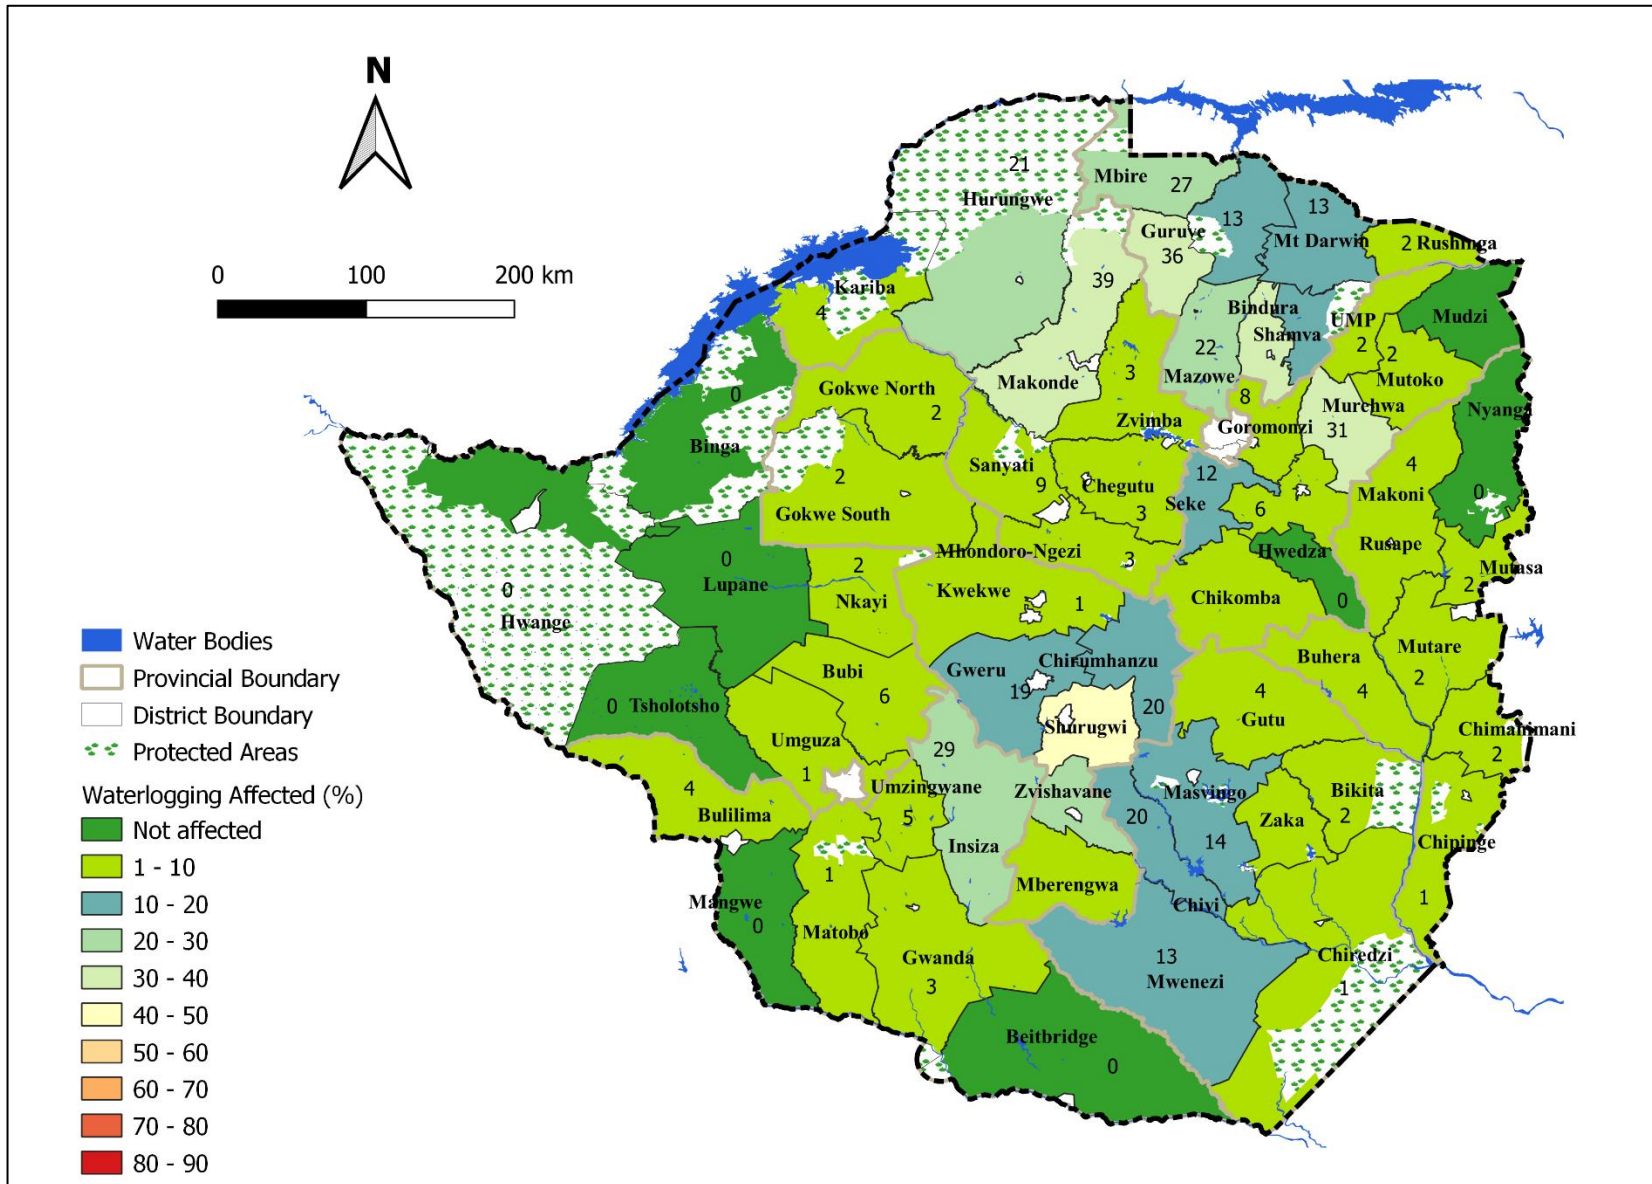 N
0 100 200 km
21
Hurungwe
Mbire
27
13
13
Mt Darwin
Guruve
36
2 Rushinga
39
Kariba
4
Bindura
Shamva
UMP
Mudzi
22
Mazowe
2
2
Mutoko
Makonde
3
Zvimba
8
Goromonzi
Murehwa
31
Nyanga
0
Gokwe North
2
0
Binga
2
Gokwe South
Sanyati
9
Chegutu
3
12
Seke
6
4
Makoni
Rusape
Hwedza
0
Mutasa
2
0
Lupane
2
Nkayi
Mhondoro-Ngezi
3
Kwekwe
1
Chikomba
0
Hwange
Buhera
4
Mutare
2
Bubi
6
Gweru
19
Chirumhanzu
20
Shurugwi
4
Gutu
Chimanimani
2
0 Tsholotsho
Umguza
1
29
Insiza
Umzingwane
5
Zvishavane
20
Masvingo
14
Zaka
Bikita
2
Chipinge
1
4
Bulilima
Mangwe
0
1
Matobo
Mberengwa
Chivi
Gwanda
3
13
Mwenezi
Chiredzi
1
Beitbridge
0
Water Bodies
Provincial Boundary
District Boundary
Protected Areas
Waterlogging Affected (%)
Not affected
1 - 10
10 - 20
20 - 30
30 - 40
40 - 50
50 - 60
60 - 70
70 - 80
80 - 90